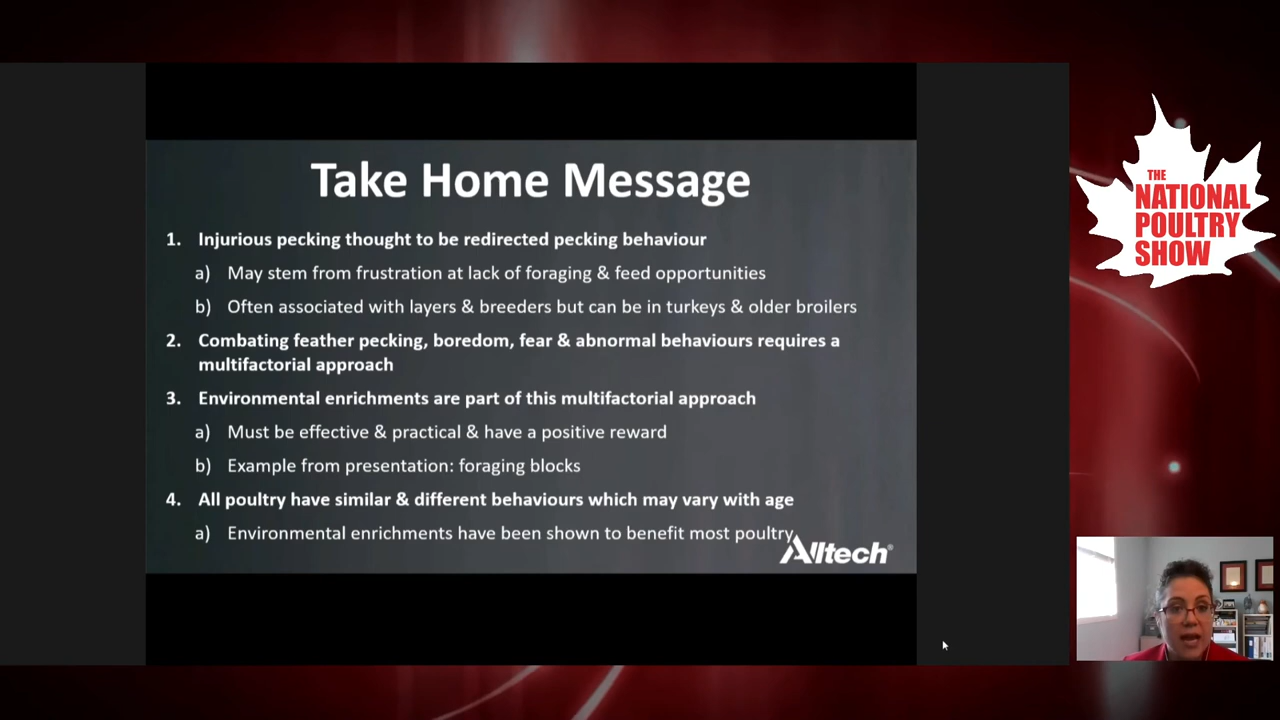 Take Home Message
1. Injurious pecking thought to be redirected pecking behaviour
a) May stem from frustration at lack of foraging & feed opportunities
b) Often associated with layers & breeders but can be in turkeys & older broilers
2. Combating feather pecking, boredom, fear & abnormal behaviours requires a
multifactorial approach
3. Environmental enrichments are part of this multifactorial approach
a) Must be effective & practical & have a positive reward
b) Example from presentation: foraging blocks
4. All poultry have similar & different behaviours which may vary with age
a) Environmental enrichments have been shown to benefit most poultry
Alltech®
THE
NATIONAL
POULTRY
SHOW